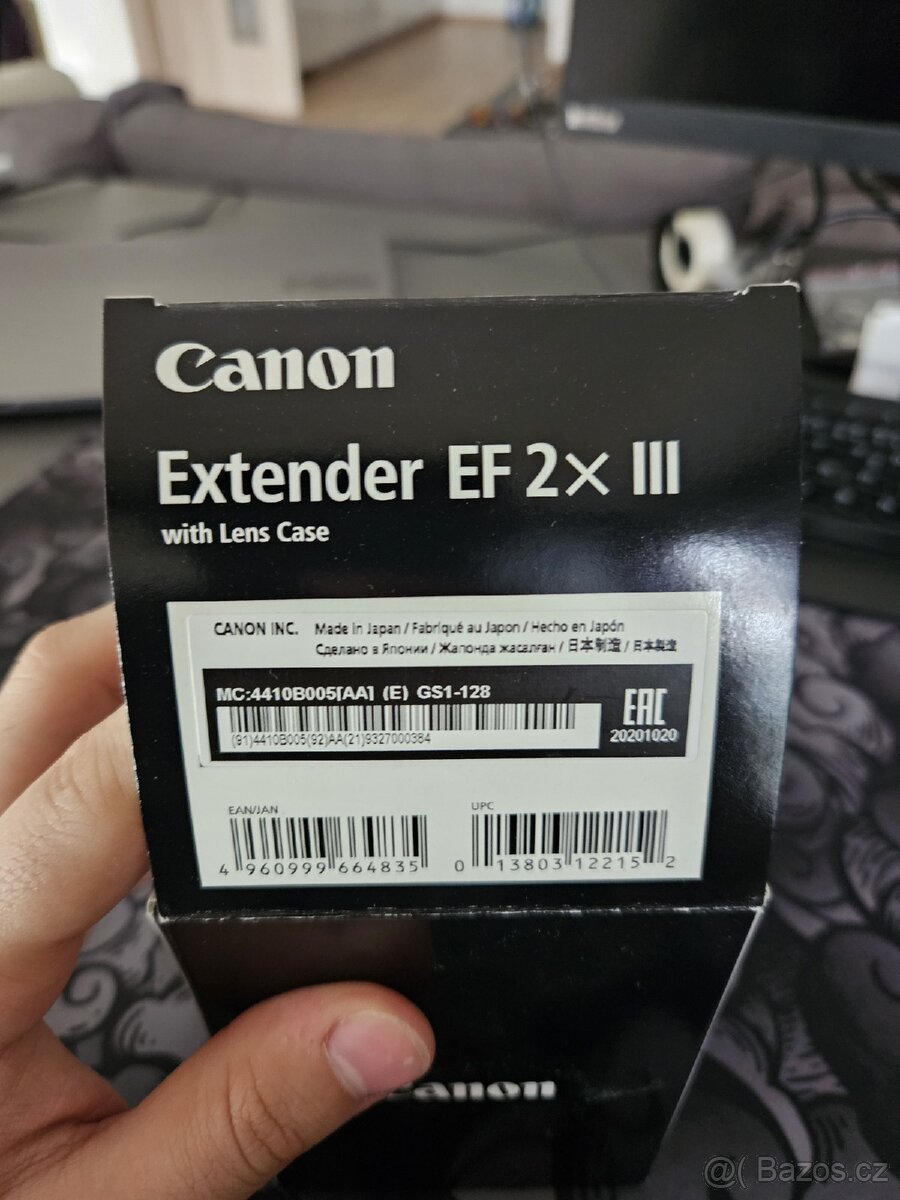 Canon
Extender EF 2x III
with Lens Case
CANON INC. Made in Japan / Fabriqué au Japon / Hecho en Japón
Сделано в Японии / Жапонда жасалған / 日本制造 / 日本製造
MC:4410B005[AA] (E) GS1-128
(91)4410B005(92)AA(21)9327000384
EAC
20201020
EAN/JAN
UPC
4 960999 664835
0 13803 12215 2
Canon
@( Bazos.cz